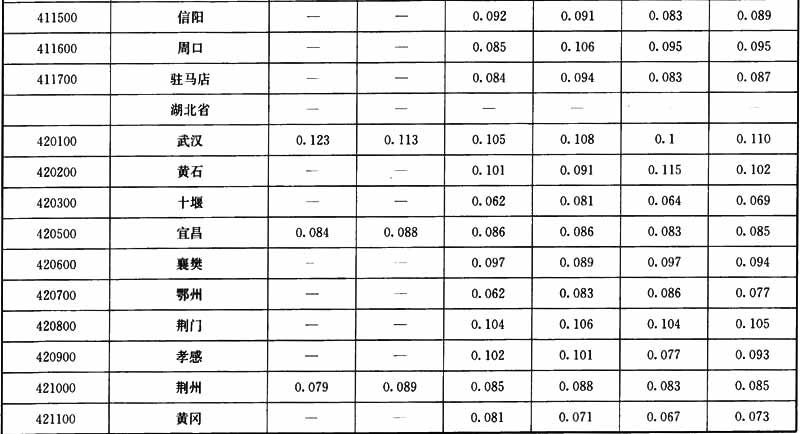 411500 信阳 — — 0.092 0.091 0.083 0.089
411600 周口 — — 0.085 0.106 0.095 0.095
411700 驻马店 — — 0.084 0.094 0.083 0.087
湖北省 — — — — — —
420100 武汉 0.123 0.113 0.105 0.108 0.1 0.110
420200 黄石 — — 0.101 0.091 0.115 0.102
420300 十堰 — — 0.062 0.081 0.064 0.069
420500 宜昌 0.084 0.088 0.086 0.086 0.083 0.085
420600 襄樊 — — 0.097 0.089 0.097 0.094
420700 鄂州 — — 0.062 0.083 0.086 0.077
420800 荆门 — — 0.104 0.106 0.104 0.105
420900 孝感 — — 0.102 0.101 0.077 0.093
421000 荆州 0.079 0.089 0.085 0.088 0.083 0.085
421100 黄冈 — — 0.081 0.071 0.067 0.073